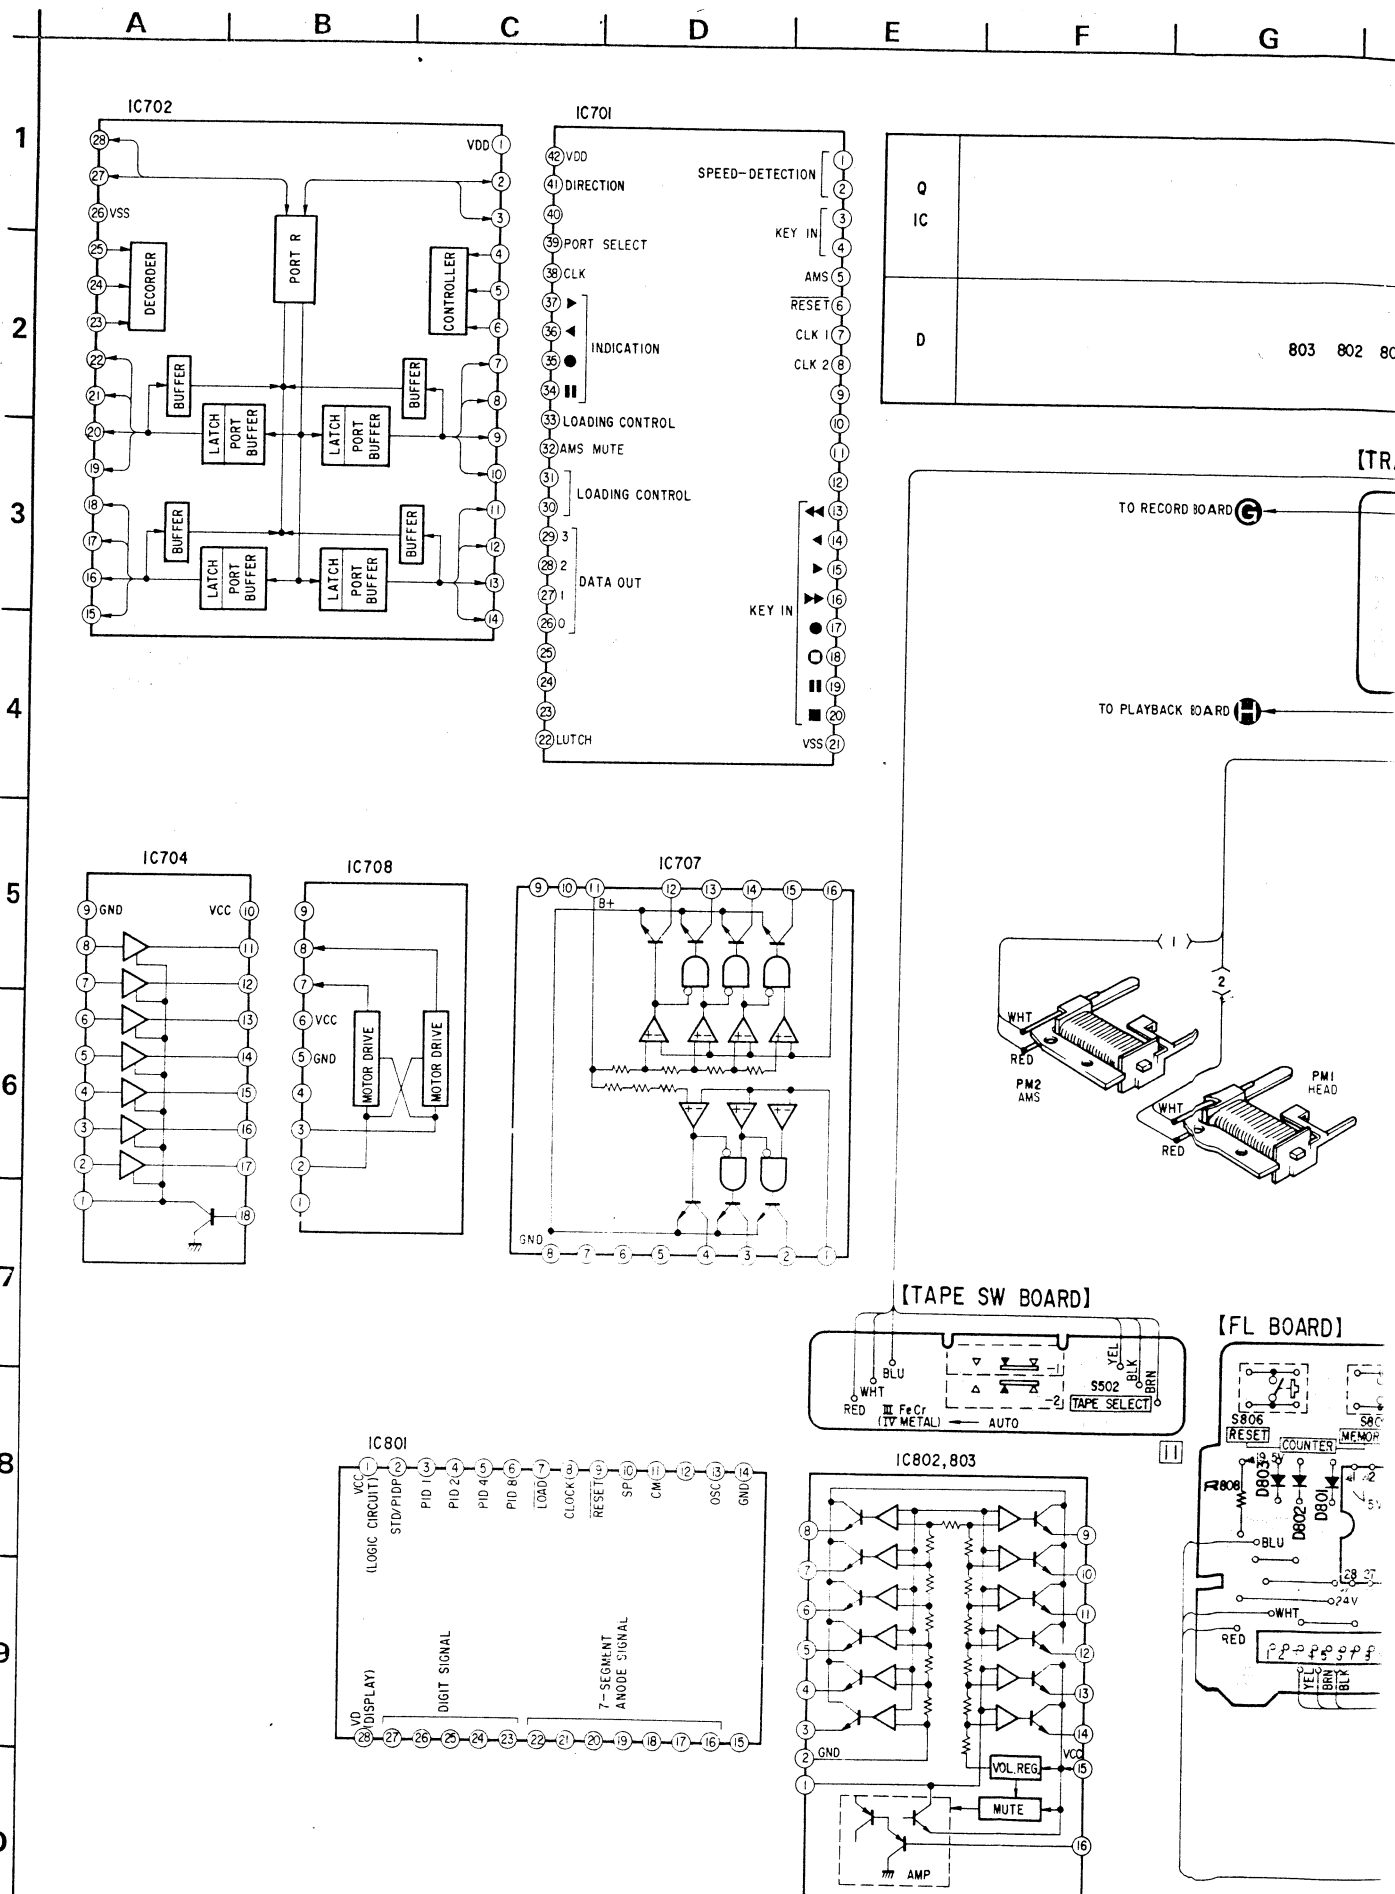 A B C D E F G
1
2
3
4
5
6
7
8
9
IC702
28
27
26 VSS
25
24
23
22
21
20
19
18
17
16
15
VDD 1
2
3
4
5
6
7
8
9
10
11
12
13
14
PORT R
DECORDER
CONTROLLER
BUFFER
BUFFER
LATCH
PORT BUFFER
LATCH
PORT BUFFER
BUFFER
BUFFER
LATCH
PORT BUFFER
LATCH
PORT BUFFER
IC701
42 VDD
41 DIRECTION
40
39 PORT SELECT
38 CLK
37 ▶
36 ◀
35 ●
34 ▮▮
INDICATION
33 LOADING CONTROL
32 AMS MUTE
31
30
LOADING CONTROL
29 3
28 2
27 1
26 0
DATA OUT
25
24
23
22 LUTCH
SPEED-DETECTION
1
2
KEY IN
3
4
AMS 5
RESET 6
CLK 1 7
CLK 2 8
9
10
11
12
KEY IN
◀◀ 13
◀ 14
▶ 15
▶▶ 16
● 17
18
▮▮ 19
■ 20
VSS 21
Q
IC
D
803 802
TO RECORD BOARD G
TO PLAYBACK BOARD H
1
2
WHT
RED
PM2
AMS
WHT
RED
PM1
HEAD
IC704
9 GND
8
7
6
5
4
3
2
1
VCC 10
11
12
13
14
15
16
17
18
IC708
9
8
7
6 VCC
5 GND
4
3
2
1
MOTOR DRIVE
MOTOR DRIVE
IC707
9 10 11 12 13 14 15 16
B+
GND
8 7 6 5 4 3 2 1
[TAPE SW BOARD]
BLU
WHT
RED
III FeCr
(IV METAL)
AUTO
-1
-2
YEL
BLK
BRN
S502
TAPE SELECT
11
[FL BOARD]
S806
RESET
COUNTER
D803
D802
D801
BLU
28 27
24V
WHT
RED
YEL
BRN
BLK
IC801
1 2 3 4 5 6 7 8 9 10 11 12 13 14
VCC
(LOGIC CIRCUIT)
STD/PIDP
PID 1
PID 2
PID 4
PID 8
LOAD
CLOCK
RESET
SP
CM
OSC
GND
VD
(DISPLAY)
DIGIT SIGNAL
7-SEGMENT
ANODE SIGNAL
28 27 26 25 24 23 22 21 20 19 18 17 16 15
IC802,803
8
7
6
5
4
3
2 GND
1
9
10
11
12
13
14
VCC
15
16
VOL.REG.
MUTE
AMP